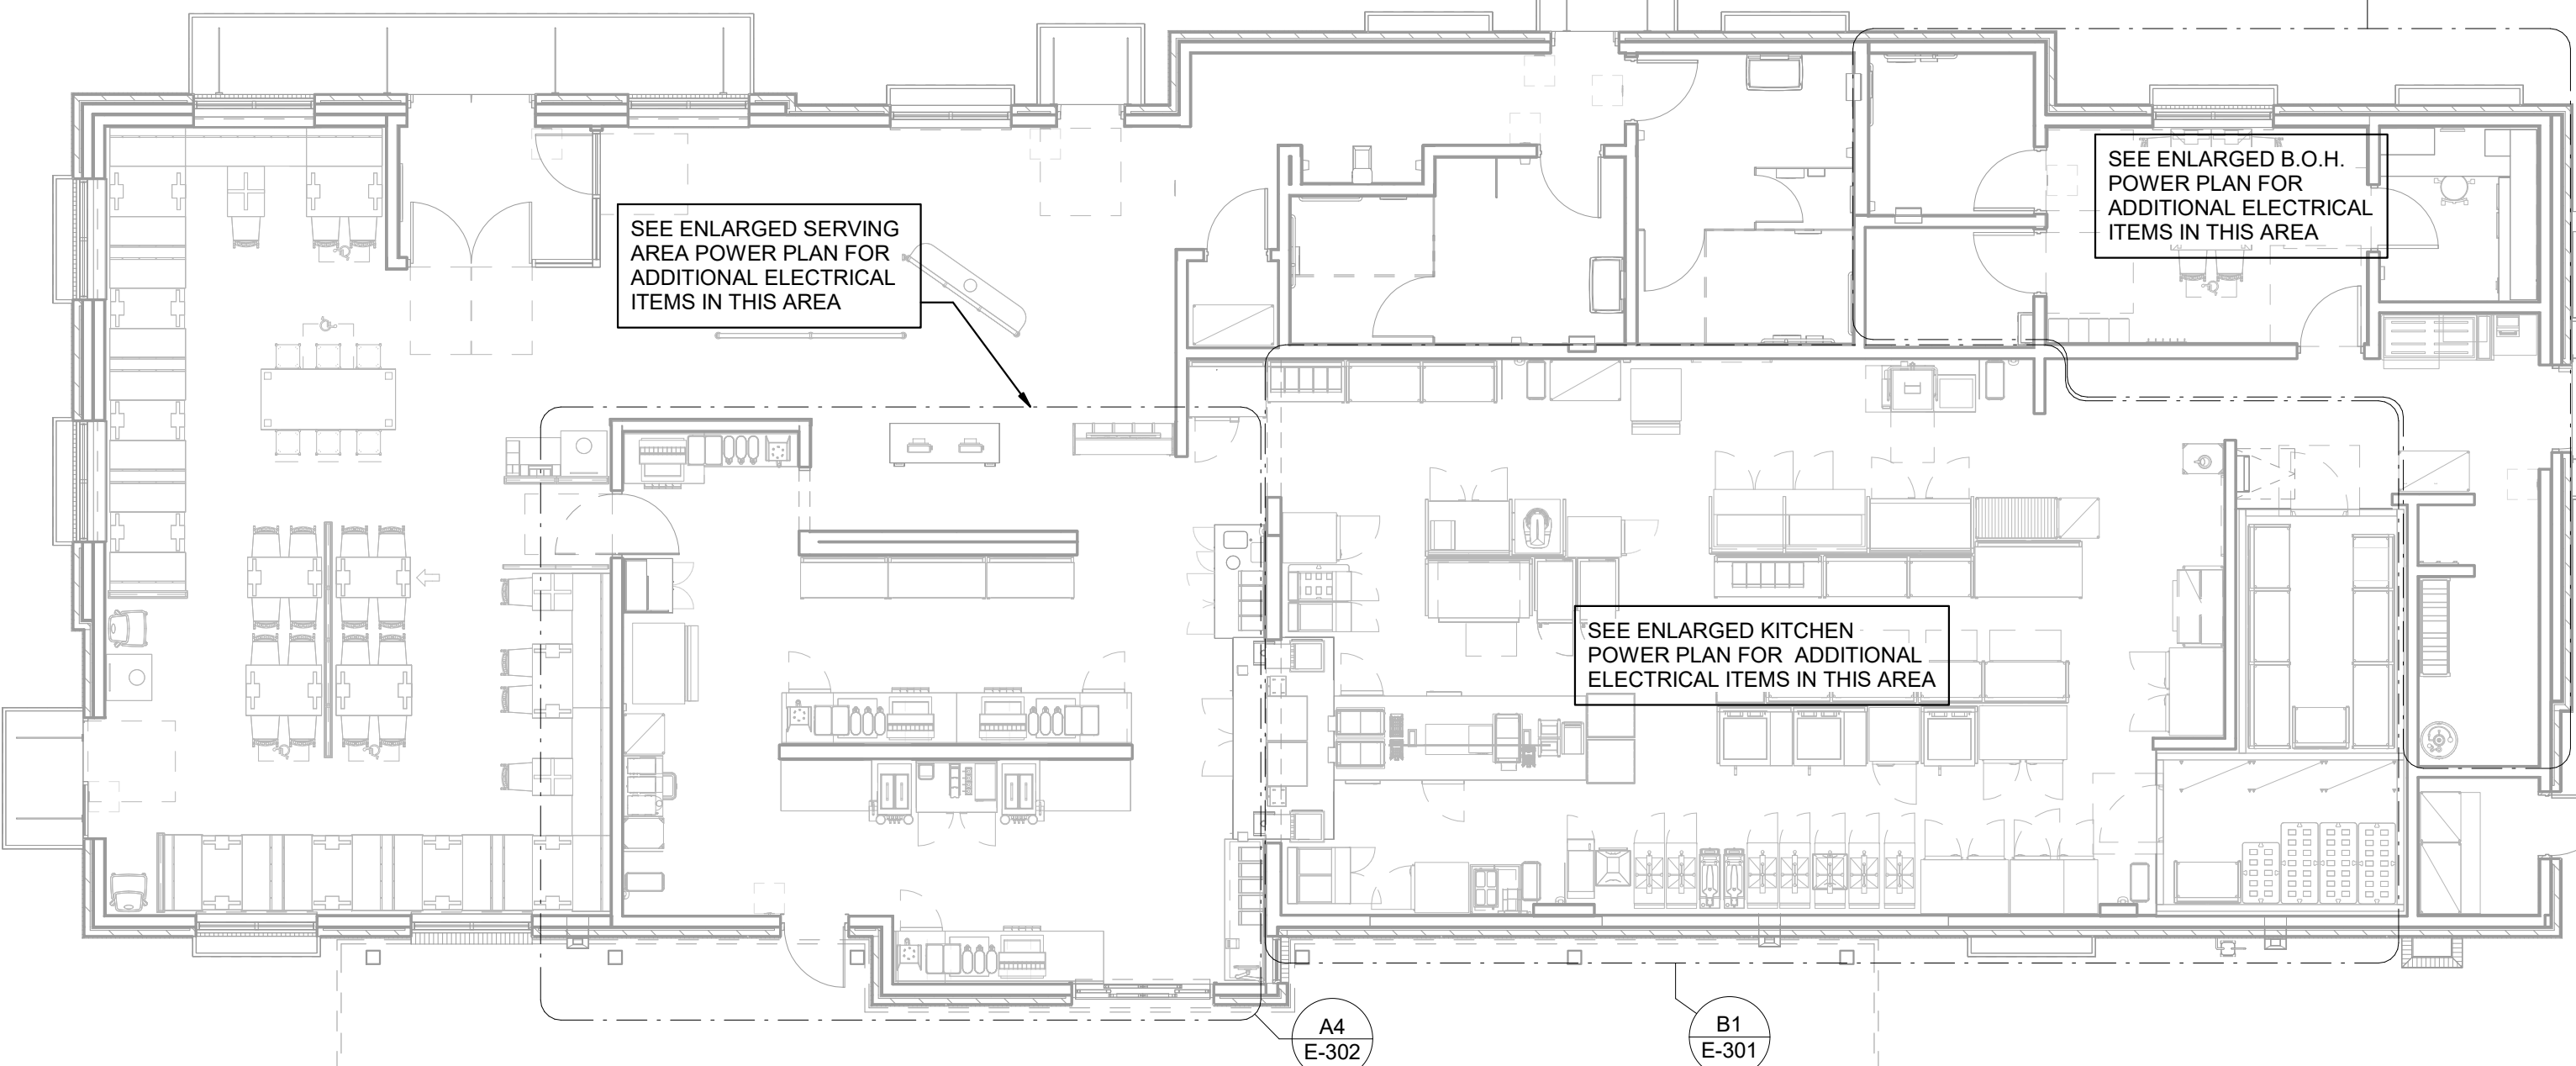 SEE ENLARGED SERVING
AREA POWER PLAN FOR
ADDITIONAL ELECTRICAL
ITEMS IN THIS AREA
SEE ENLARGED B.O.H.
POWER PLAN FOR
ADDITIONAL ELECTRICAL
ITEMS IN THIS AREA
SEE ENLARGED KITCHEN
POWER PLAN FOR ADDITIONAL
ELECTRICAL ITEMS IN THIS AREA
A4
E-302
B1
E-301